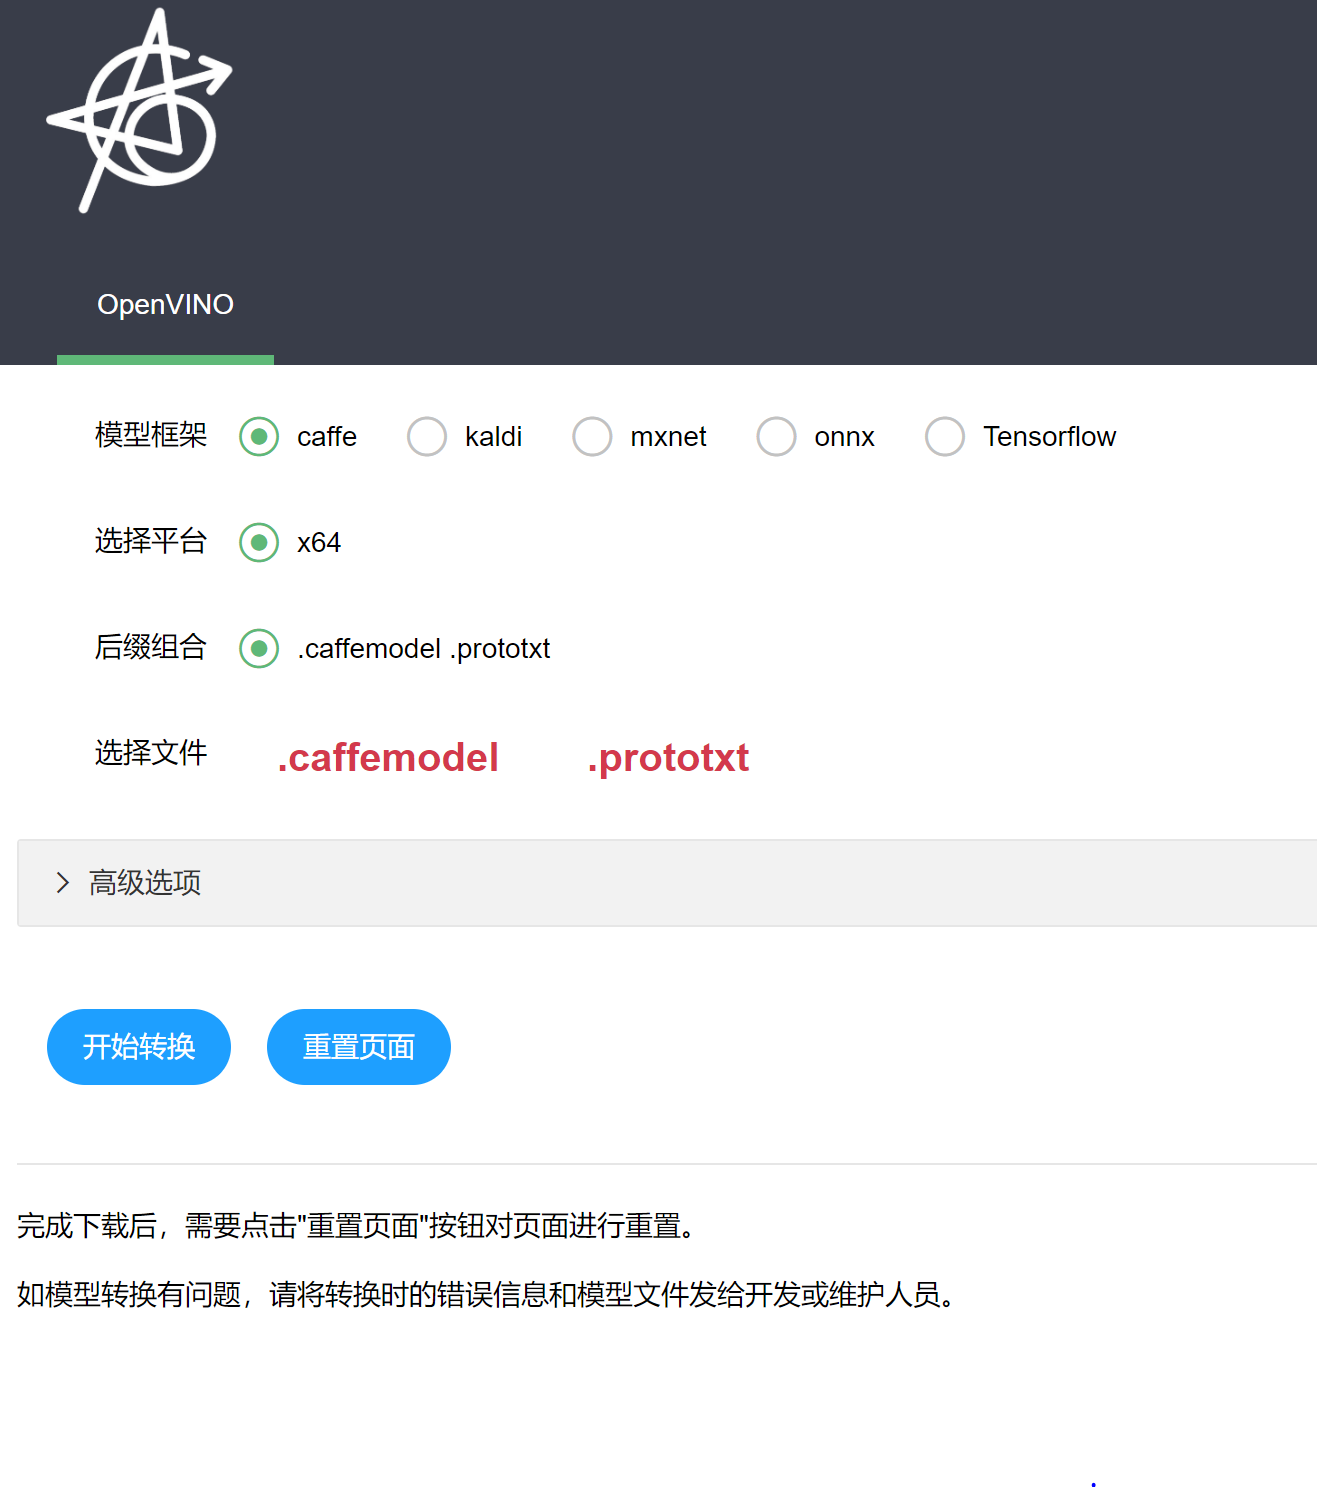 OpenVINO
模型框架 caffe kaldi mxnet onnx Tensorflow
选择平台 x64
后缀组合 .caffemodel .prototxt
选择文件 .caffemodel .prototxt
高级选项
开始转换 重置页面
完成下载后，需要点击"重置页面"按钮对页面进行重置。
如模型转换有问题，请将转换时的错误信息和模型文件发给开发或维护人员。